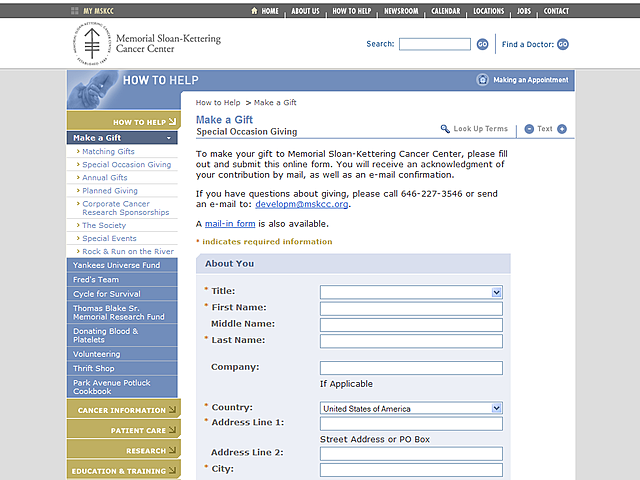 MY MSKCC
HOME | ABOUT US | HOW TO HELP | NEWSROOM | CALENDAR | LOCATIONS | JOBS | CONTACT
Memorial Sloan-Kettering
Cancer Center
Search: GO Find a Doctor: GO
HOW TO HELP
Making an Appointment
How to Help > Make a Gift
HOW TO HELP
Make a Gift
Matching Gifts
Special Occasion Giving
Annual Gifts
Planned Giving
Corporate Cancer
Research Sponsorships
The Society
Special Events
Rock & Run on the River
Yankees Universe Fund
Fred's Team
Cycle for Survival
Thomas Blake Sr.
Memorial Research Fund
Donating Blood &
Platelets
Volunteering
Thrift Shop
Park Avenue Potluck
Cookbook
CANCER INFORMATION
PATIENT CARE
RESEARCH
EDUCATION & TRAINING
Make a Gift
Special Occasion Giving
Look Up Terms | - Text +
To make your gift to Memorial Sloan-Kettering Cancer Center, please fill
out and submit this online form. You will receive an acknowledgment of
your contribution by mail, as well as an e-mail confirmation.
If you have questions about giving, please call 646-227-3546 or send
an e-mail to: developm@mskcc.org.
A mail-in form is also available.
* indicates required information
About You
* Title:
* First Name:
Middle Name:
* Last Name:
Company:
If Applicable
* Country: United States of America
* Address Line 1:
Street Address or PO Box
Address Line 2:
* City: